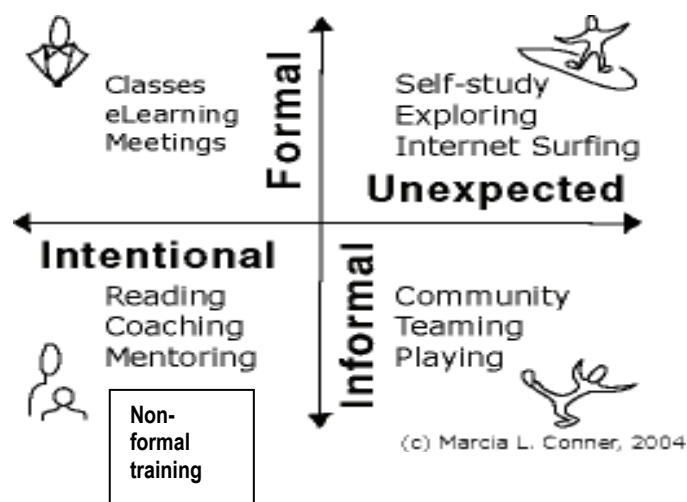 Classes
eLearning
Meetings
Formal
Self-study
Exploring
Internet Surfing
Unexpected
Intentional
Reading
Coaching
Mentoring
Informal
Community
Teaming
Playing
Non-
formal
training
(c) Marcia L. Conner, 2004